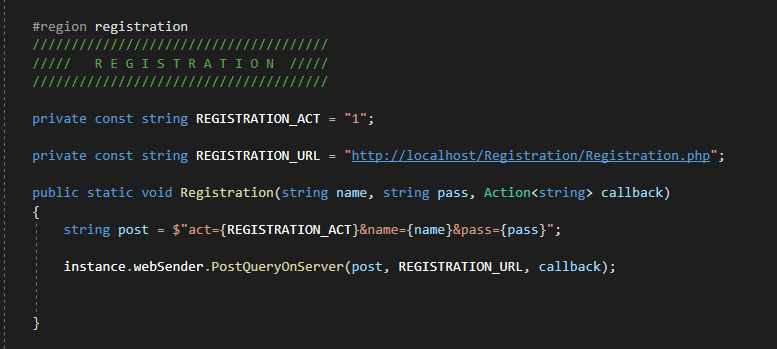 #region registration
//////////////////////////////////////
/////   R E G I S T R A T I O N  /////
//////////////////////////////////////
private const string REGISTRATION_ACT = "1";
private const string REGISTRATION_URL = "http://localhost/Registration/Registration.php";
public static void Registration(string name, string pass, Action<string> callback)
{
string post = $"act={REGISTRATION_ACT}&name={name}&pass={pass}";
instance.webSender.PostQueryOnServer(post, REGISTRATION_URL, callback);
}